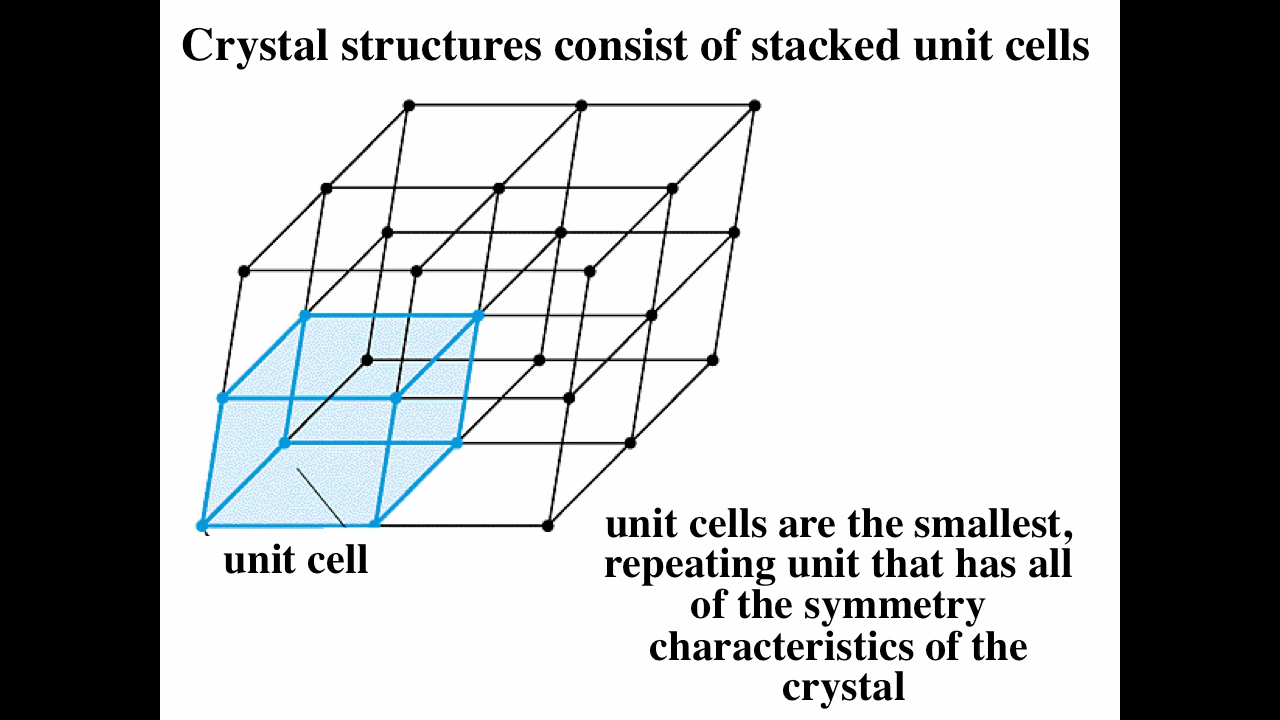 Crystal structures consist of stacked unit cells
unit cell
unit cells are the smallest,
repeating unit that has all
of the symmetry
characteristics of the
crystal